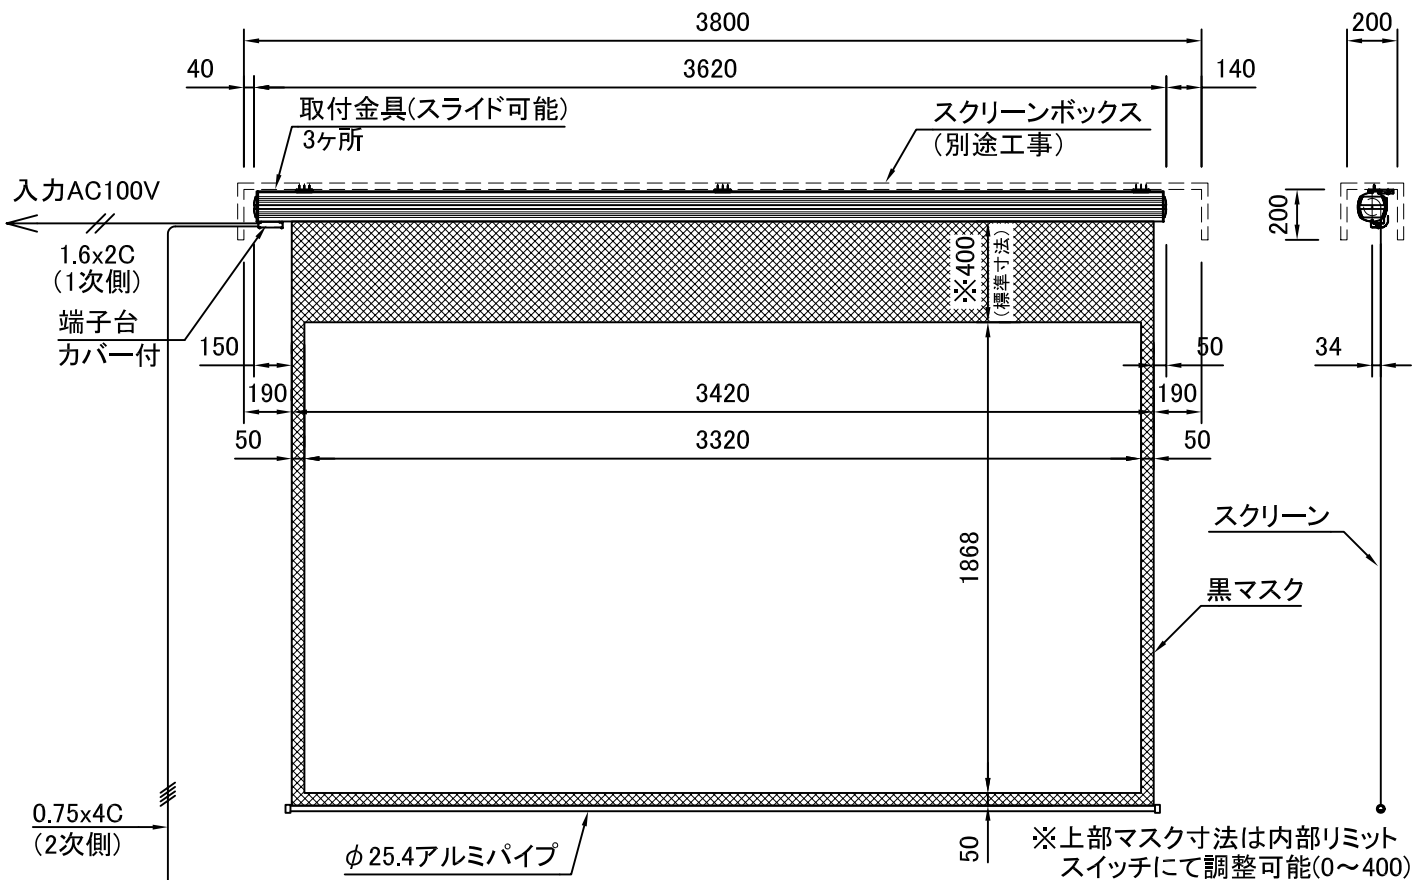 3800
200
40
3620
140
取付金具(スライド可能)
3ヶ所
スクリーンボックス
(別途工事)
入力AC100V
200
1.6x2C
(1次側)
※400
(標準寸法)
端子台
カバー付
150
50
34
190
3420
190
50
3320
50
スクリーン
1868
黒マスク
0.75x4C
(2次側)
φ25.4アルミパイプ
50
※上部マスク寸法は内部リミット
スイッチにて調整可能(0～400)